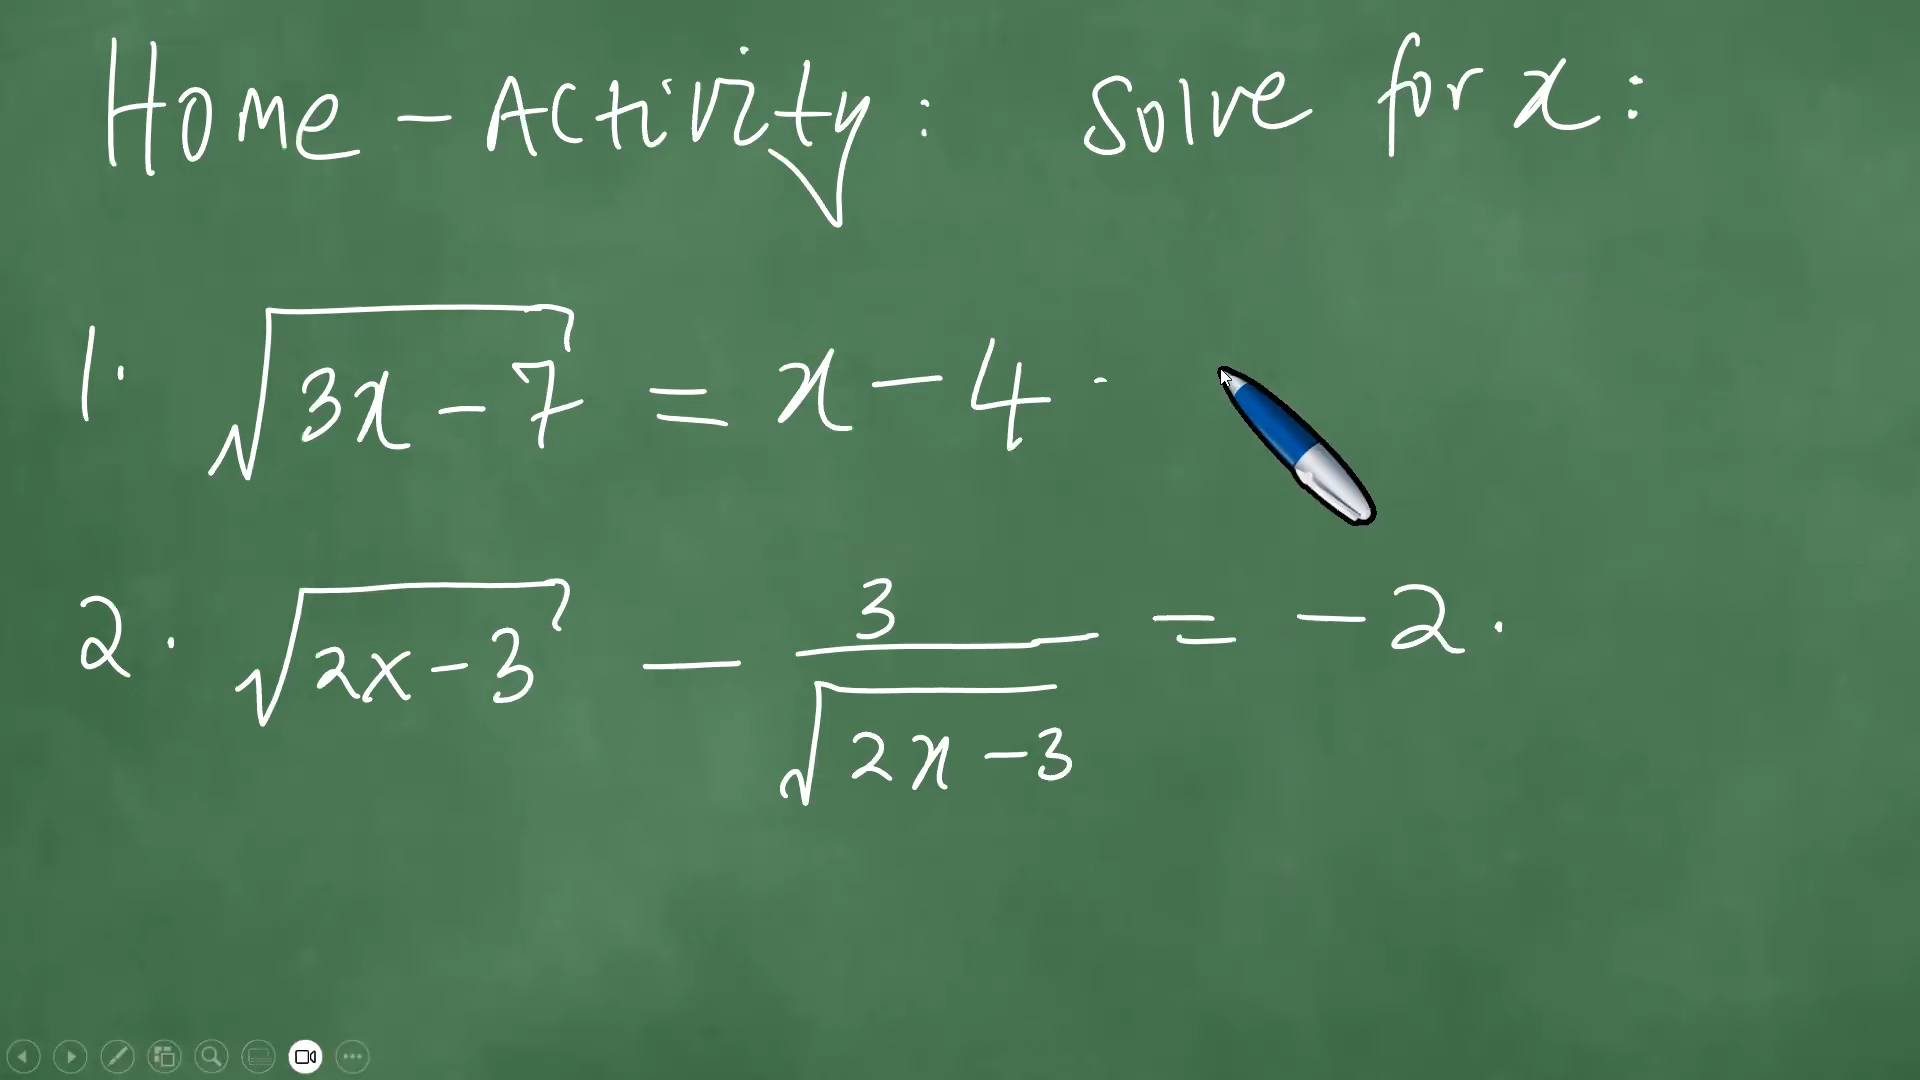 Home - Activity: Solve for x:
1. √(3x - 7) = x - 4.
2. √(2x - 3) - 3/√(2x - 3) = -2.